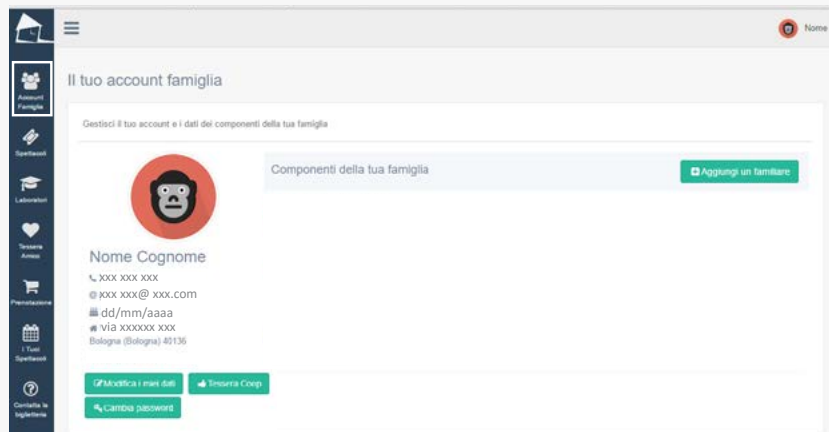 Nome
Account
Famiglia
Spettacoli
Laboratori
Tessera
Amico
Prenotazione
I Tuoi
Spettacoli
Contatta la
biglietteria
Il tuo account famiglia
Gestisci il tuo account e i dati dei componenti della tua famiglia
Componenti della tua famiglia
Aggiungi un familiare
Nome Cognome
xxx xxx xxx
xxx xxx@ xxx.com
dd/mm/aaaa
via xxxxxx xxx
Bologna (Bologna) 40136
Modifica i miei dati
Tessera Coop
Cambia password